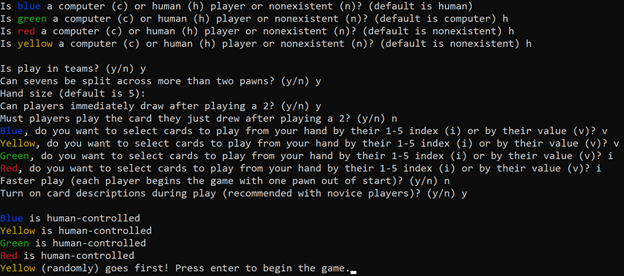 Is blue a computer (c) or human (h) player or nonexistent (n)? (default is human)
Is green a computer (c) or human (h) player or nonexistent (n)? (default is computer) h
Is red a computer (c) or human (h) player or nonexistent (n)? (default is nonexistent) h
Is yellow a computer (c) or human (h) player or nonexistent (n)? (default is nonexistent) h
Is play in teams? (y/n) y
Can sevens be split across more than two pawns? (y/n) y
Hand size (default is 5):
Can players immediately draw after playing a 2? (y/n) y
Must players play the card they just drew after playing a 2? (y/n) n
Blue, do you want to select cards to play from your hand by their 1-5 index (i) or by their value (v)? v
Yellow, do you want to select cards to play from your hand by their 1-5 index (i) or by their value (v)? v
Green, do you want to select cards to play from your hand by their 1-5 index (i) or by their value (v)? i
Red, do you want to select cards to play from your hand by their 1-5 index (i) or by their value (v)? i
Faster play (each player begins the game with one pawn out of start)? (y/n) n
Turn on card descriptions during play (recommended with novice players)? (y/n) y
Blue is human-controlled
Yellow is human-controlled
Green is human-controlled
Red is human-controlled
Yellow (randomly) goes first! Press enter to begin the game.